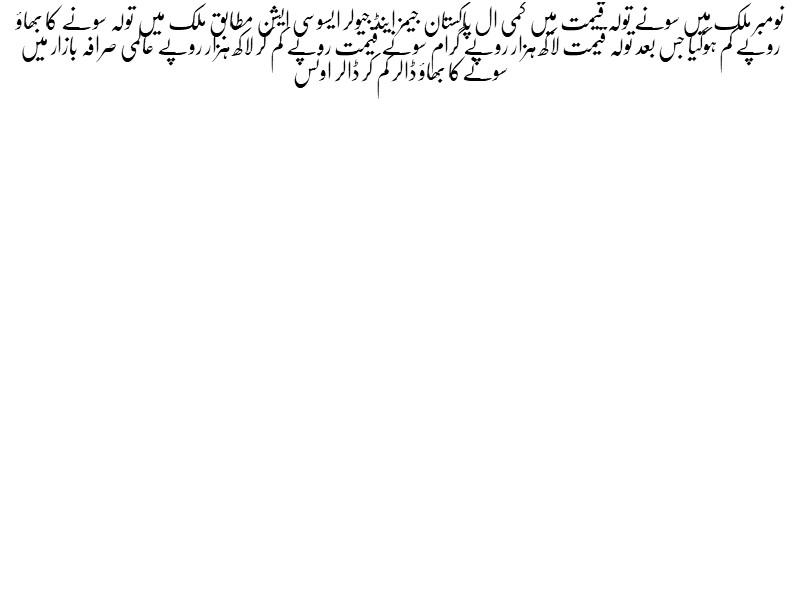 نومبر ملک میں سونے تولہ قیمت میں کمی ال پاکستان جیمز اینڈ جیولر ایسوسی ایشن مطابق ملک میں تولہ سونے کا بھاؤ
روپے کم ہوگیا جس بعد تولہ قیمت لاکھ ہزار روپے گرام سونے قیمت روپے کم کر لاکھ ہزار روپے عالمی صرافہ بازار میں
سونے کا بھاؤ ڈالر کم کر ڈالر اونس